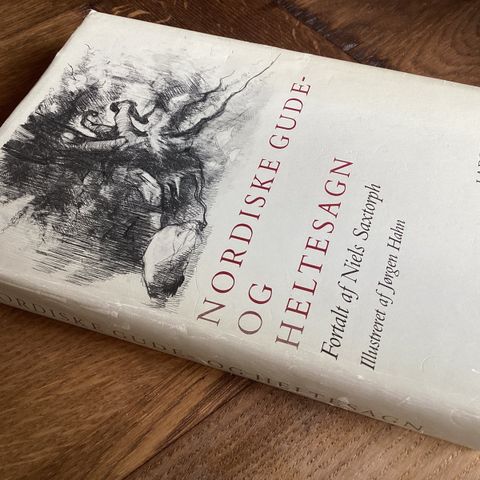 NORDISKE GUDE-
OG
HELTESAGN
Fortalt af Niels Saxtorph
Illustreret af Jørgen Hahn
NORDISKE GUDE- OG HELTESAGN